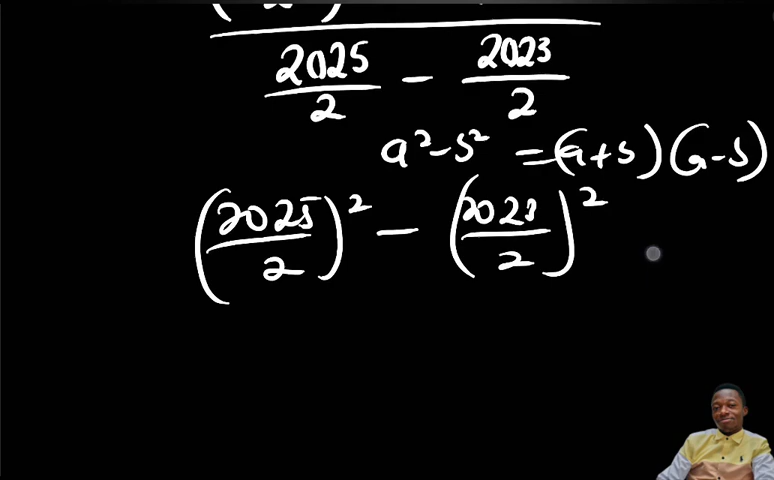 2025/2 − 2023/2
a² − s² = (a+s)(a−s)
(2025/2)² − (2023/2)²